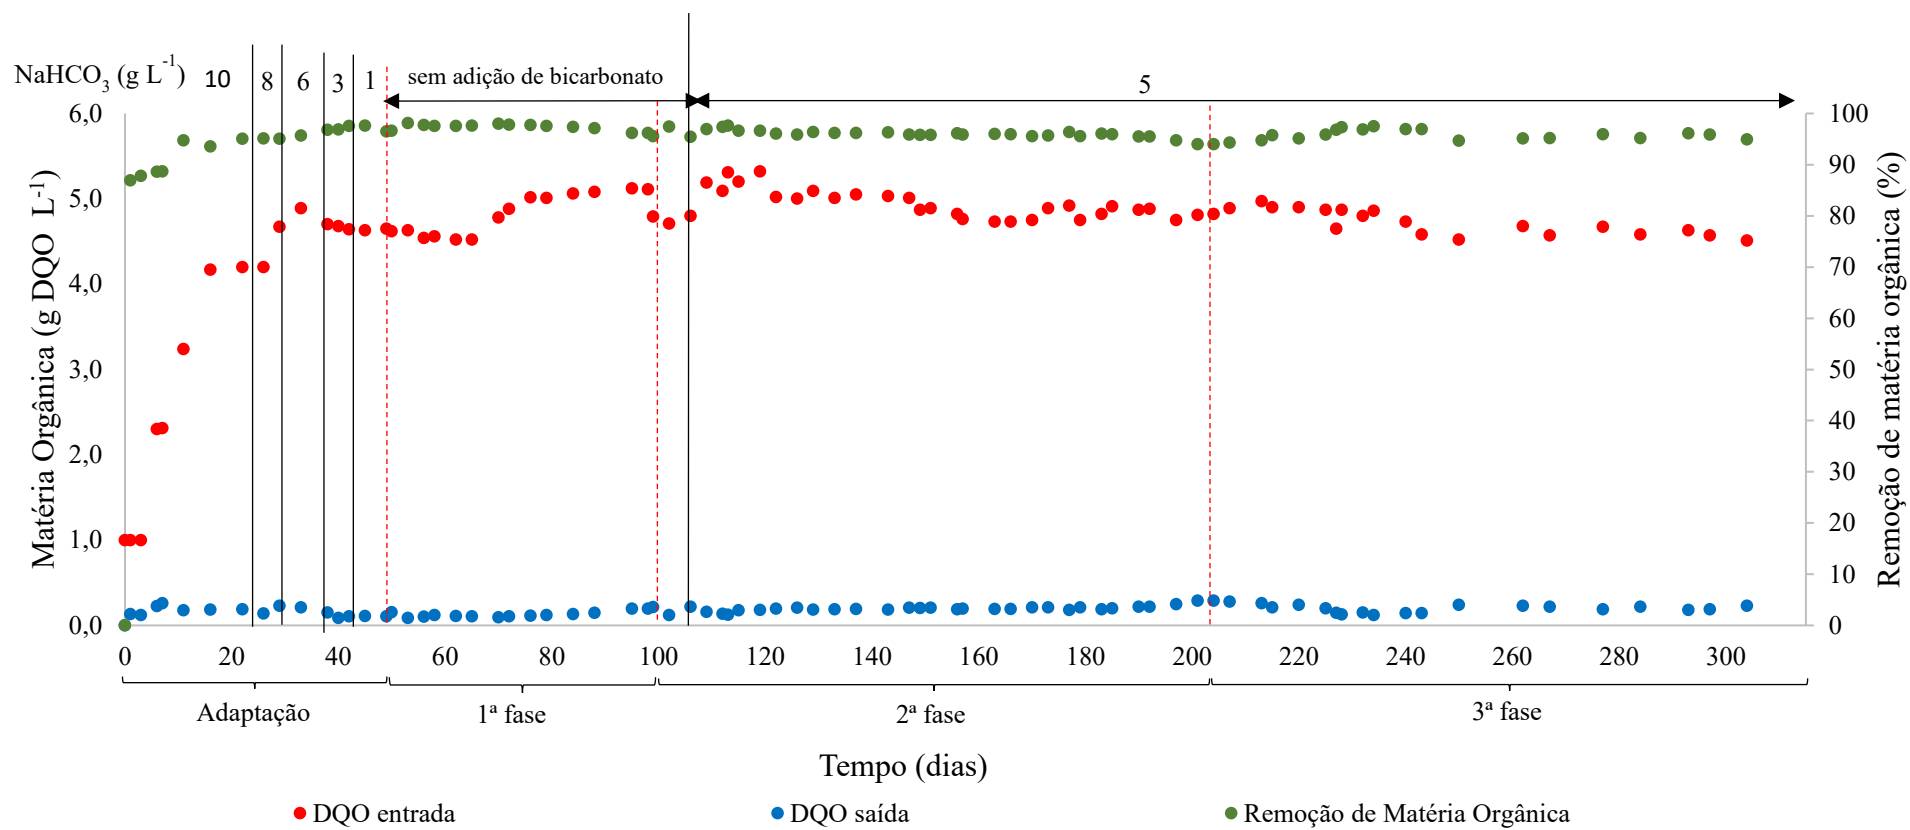 NaHCO3 (g L-1) 10 8 6 3 1 sem adição de bicarbonato 5
Matéria Orgânica (g DQO L-1)
6,0
5,0
4,0
3,0
2,0
1,0
0,0
100
90
80
70
60
50
40
30
20
10
0
Remoção de matéria orgânica (%)
0 20 40 60 80 100 120 140 160 180 200 220 240 260 280 300
Adaptação 1ª fase 2ª fase 3ª fase
Tempo (dias)
DQO entrada DQO saída Remoção de Matéria Orgânica